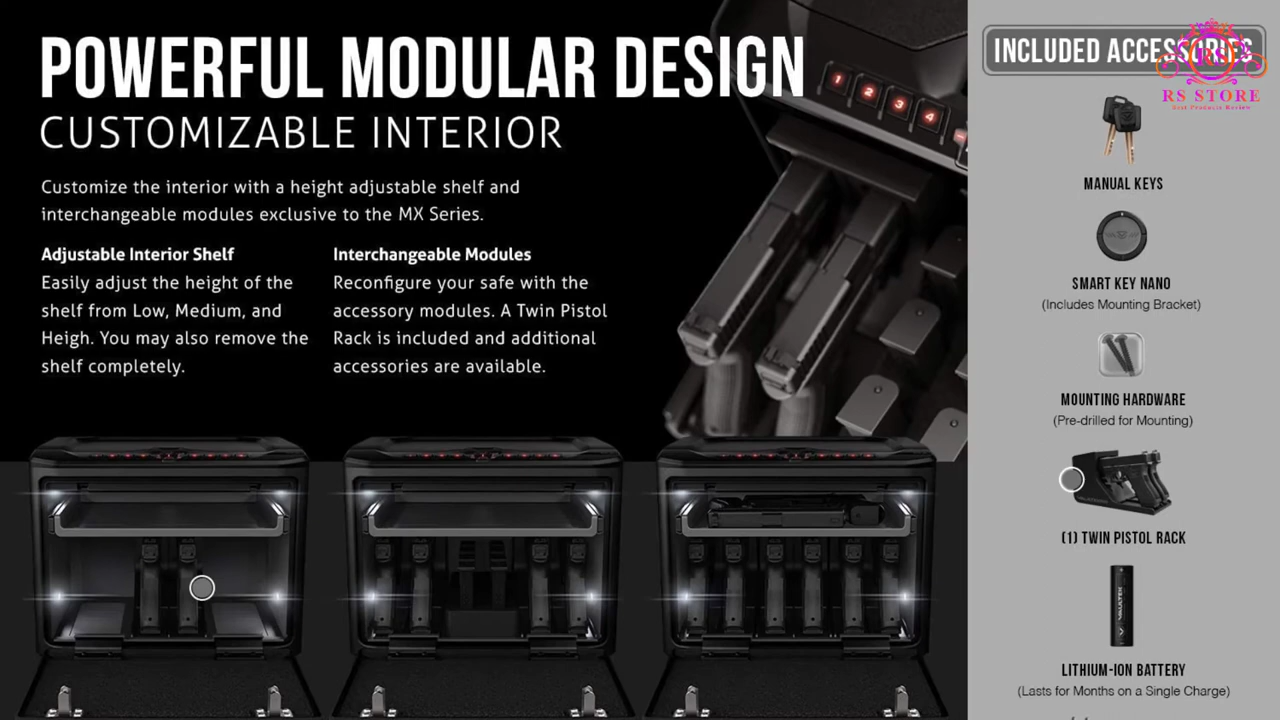 POWERFUL MODULAR DESIGN
CUSTOMIZABLE INTERIOR
Customize the interior with a height adjustable shelf and
interchangeable modules exclusive to the MX Series.
Adjustable Interior Shelf
Easily adjust the height of the
shelf from Low, Medium, and
Heigh. You may also remove the
shelf completely.
Interchangeable Modules
Reconfigure your safe with the
accessory modules. A Twin Pistol
Rack is included and additional
accessories are available.
1 2 3 4
INCLUDED ACCESSORIES
RS
RS STORE
Best Products Review
MANUAL KEYS
SMART KEY NANO
(Includes Mounting Bracket)
MOUNTING HARDWARE
(Pre-drilled for Mounting)
(1) TWIN PISTOL RACK
VAULTEK
LITHIUM-ION BATTERY
(Lasts for Months on a Single Charge)